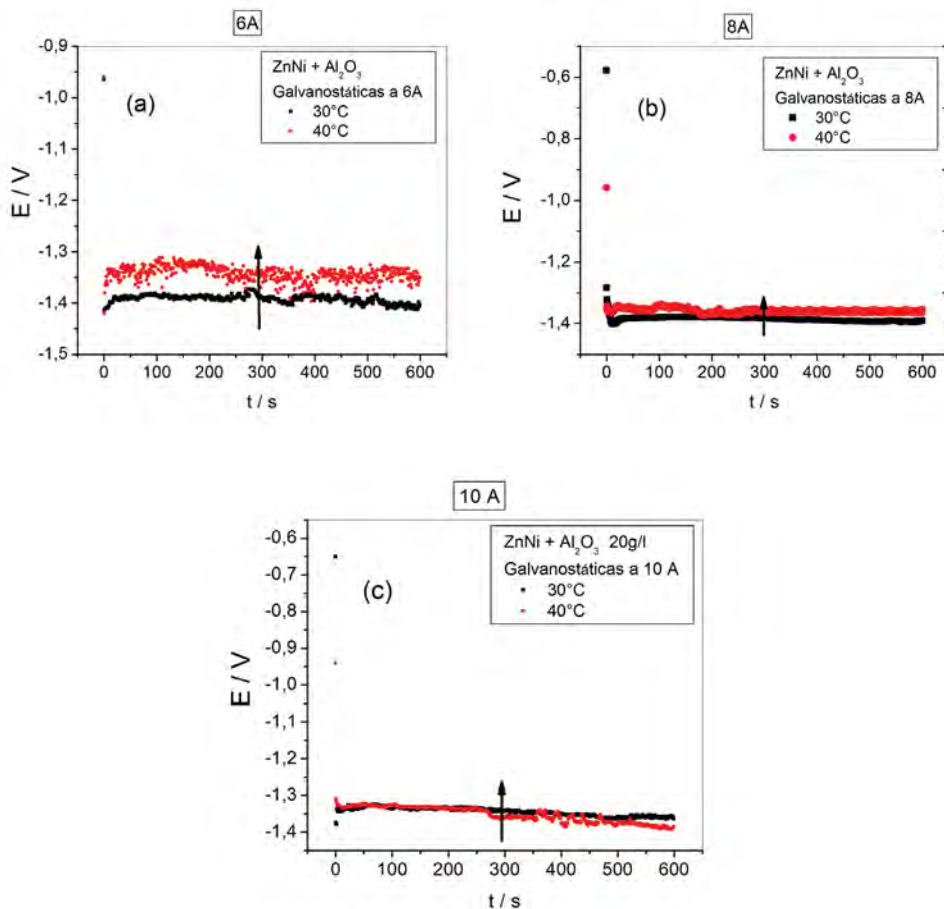 6A
-0,9
-1,0
-1,1
-1,2
-1,3
-1,4
-1,5
E / V
(a)
ZnNi + Al₂O₃
Galvanostáticas a 6A
30°C
40°C
0 100 200 300 400 500 600
t / s
8A
-0,6
-0,8
-1,0
-1,2
-1,4
E / V
(b)
ZnNi + Al₂O₃
Galvanostáticas a 8A
30°C
40°C
0 100 200 300 400 500 600
t / s
10 A
-0,6
-0,7
-0,8
-0,9
-1,0
-1,1
-1,2
-1,3
-1,4
E / V
(c)
ZnNi + Al₂O₃ 20g/l
Galvanostáticas a 10 A
30°C
40°C
0 100 200 300 400 500 600
t / s